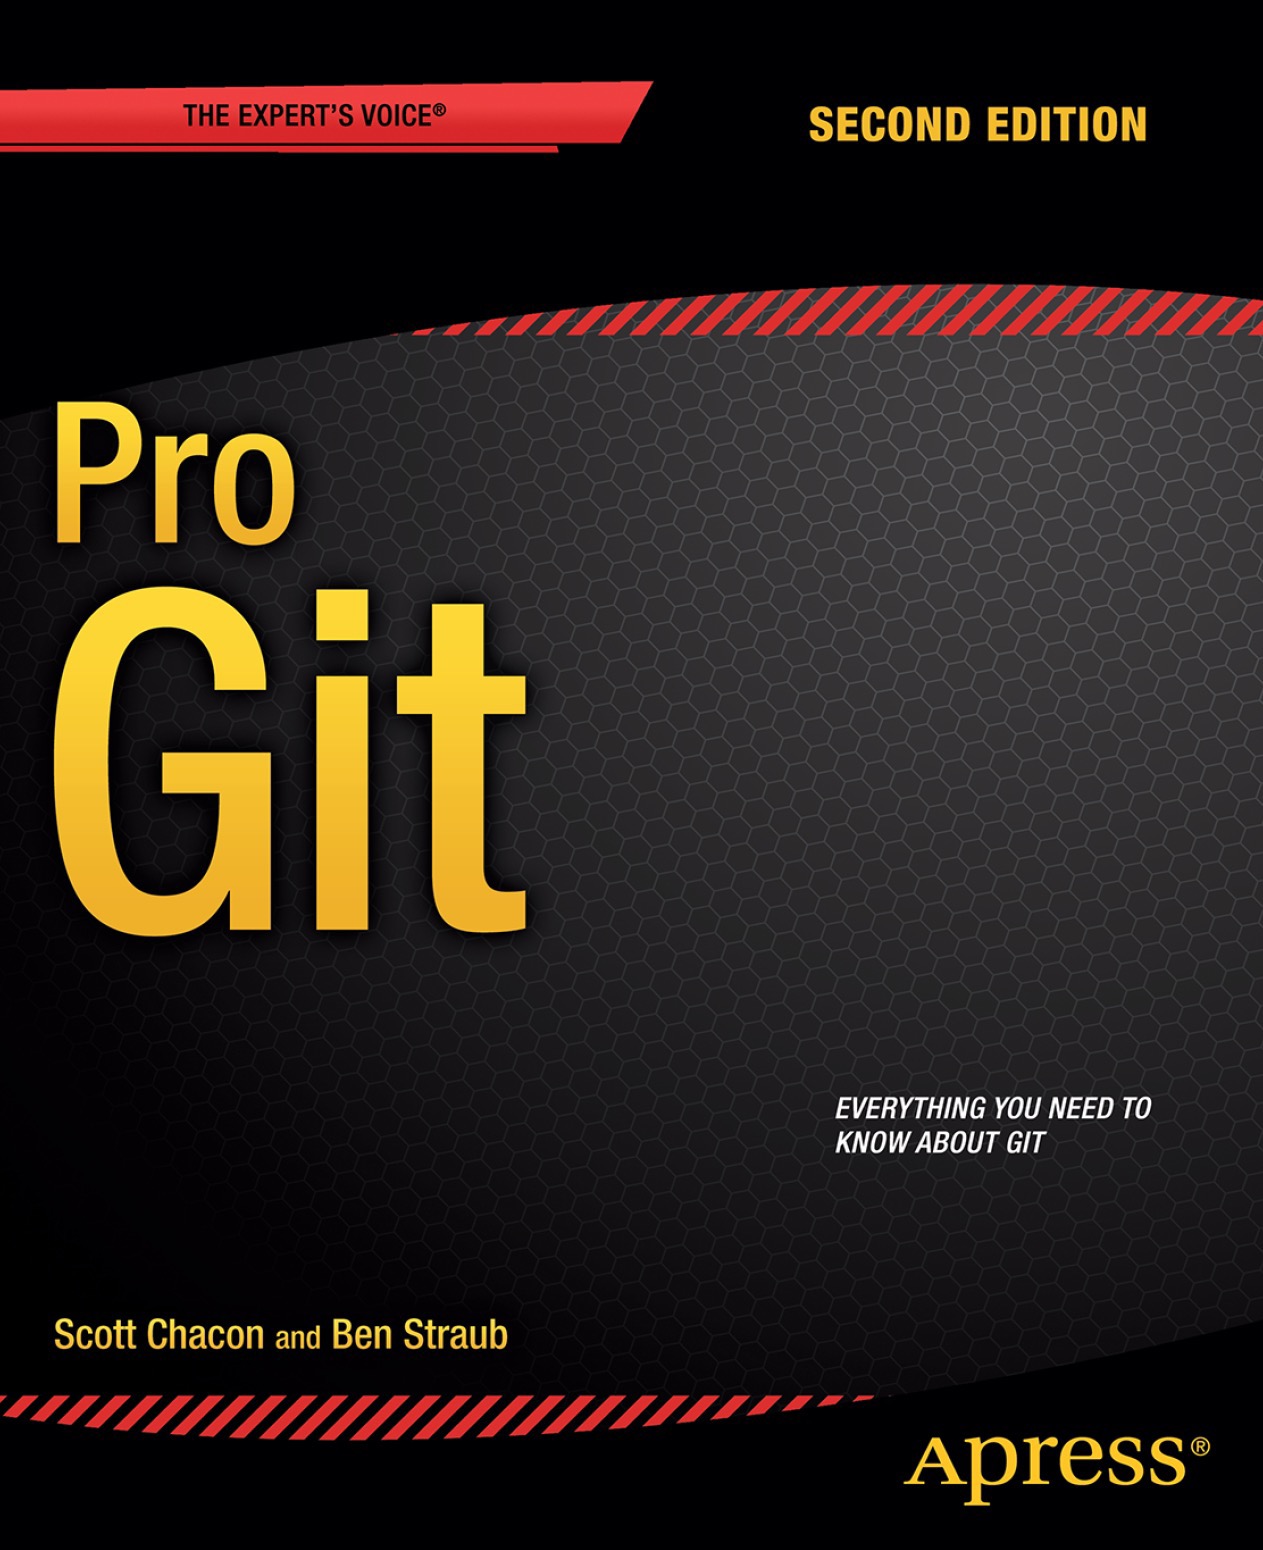 THE EXPERT'S VOICE®
SECOND EDITION
Pro
Git
EVERYTHING YOU NEED TO
KNOW ABOUT GIT
Scott Chacon and Ben Straub
Apress®